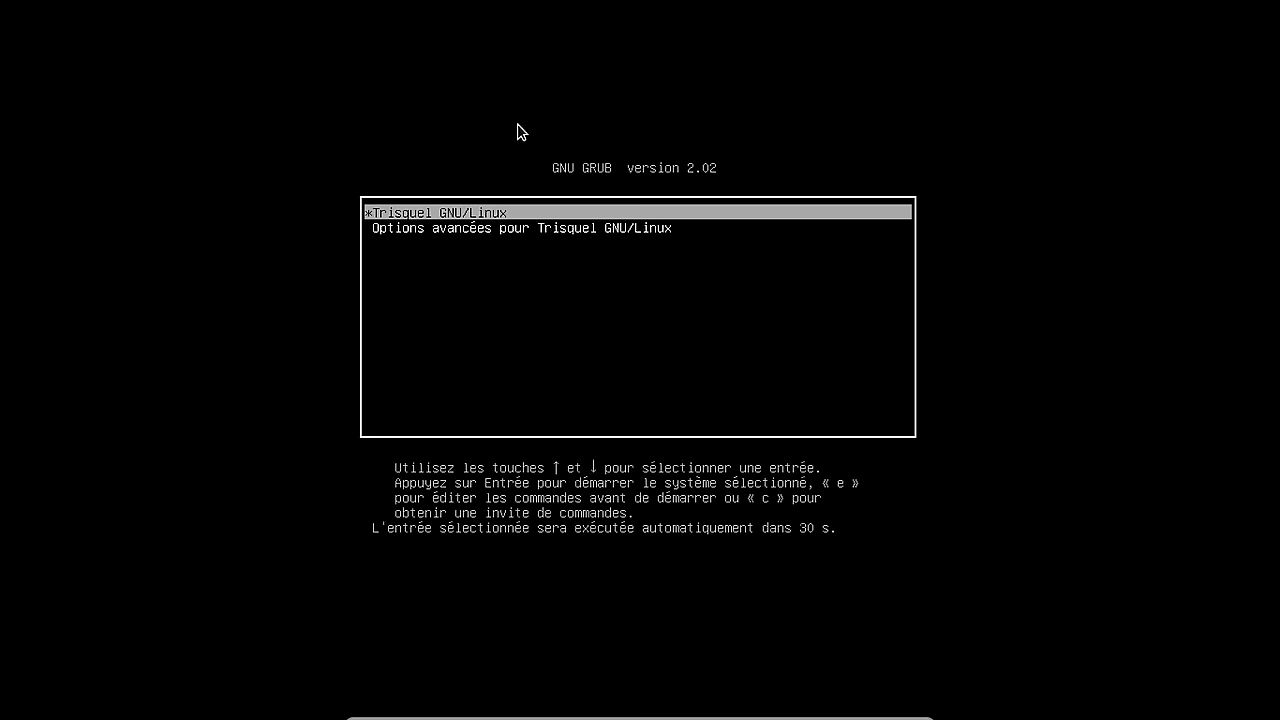 GNU GRUB  version 2.02
*Trisquel GNU/Linux
Options avancées pour Trisquel GNU/Linux
Utilisez les touches ↑ et ↓ pour sélectionner une entrée.
Appuyez sur Entrée pour démarrer le système sélectionné, « e »
pour éditer les commandes avant de démarrer ou « c » pour
obtenir une invite de commandes.
L'entrée sélectionnée sera exécutée automatiquement dans 30 s.